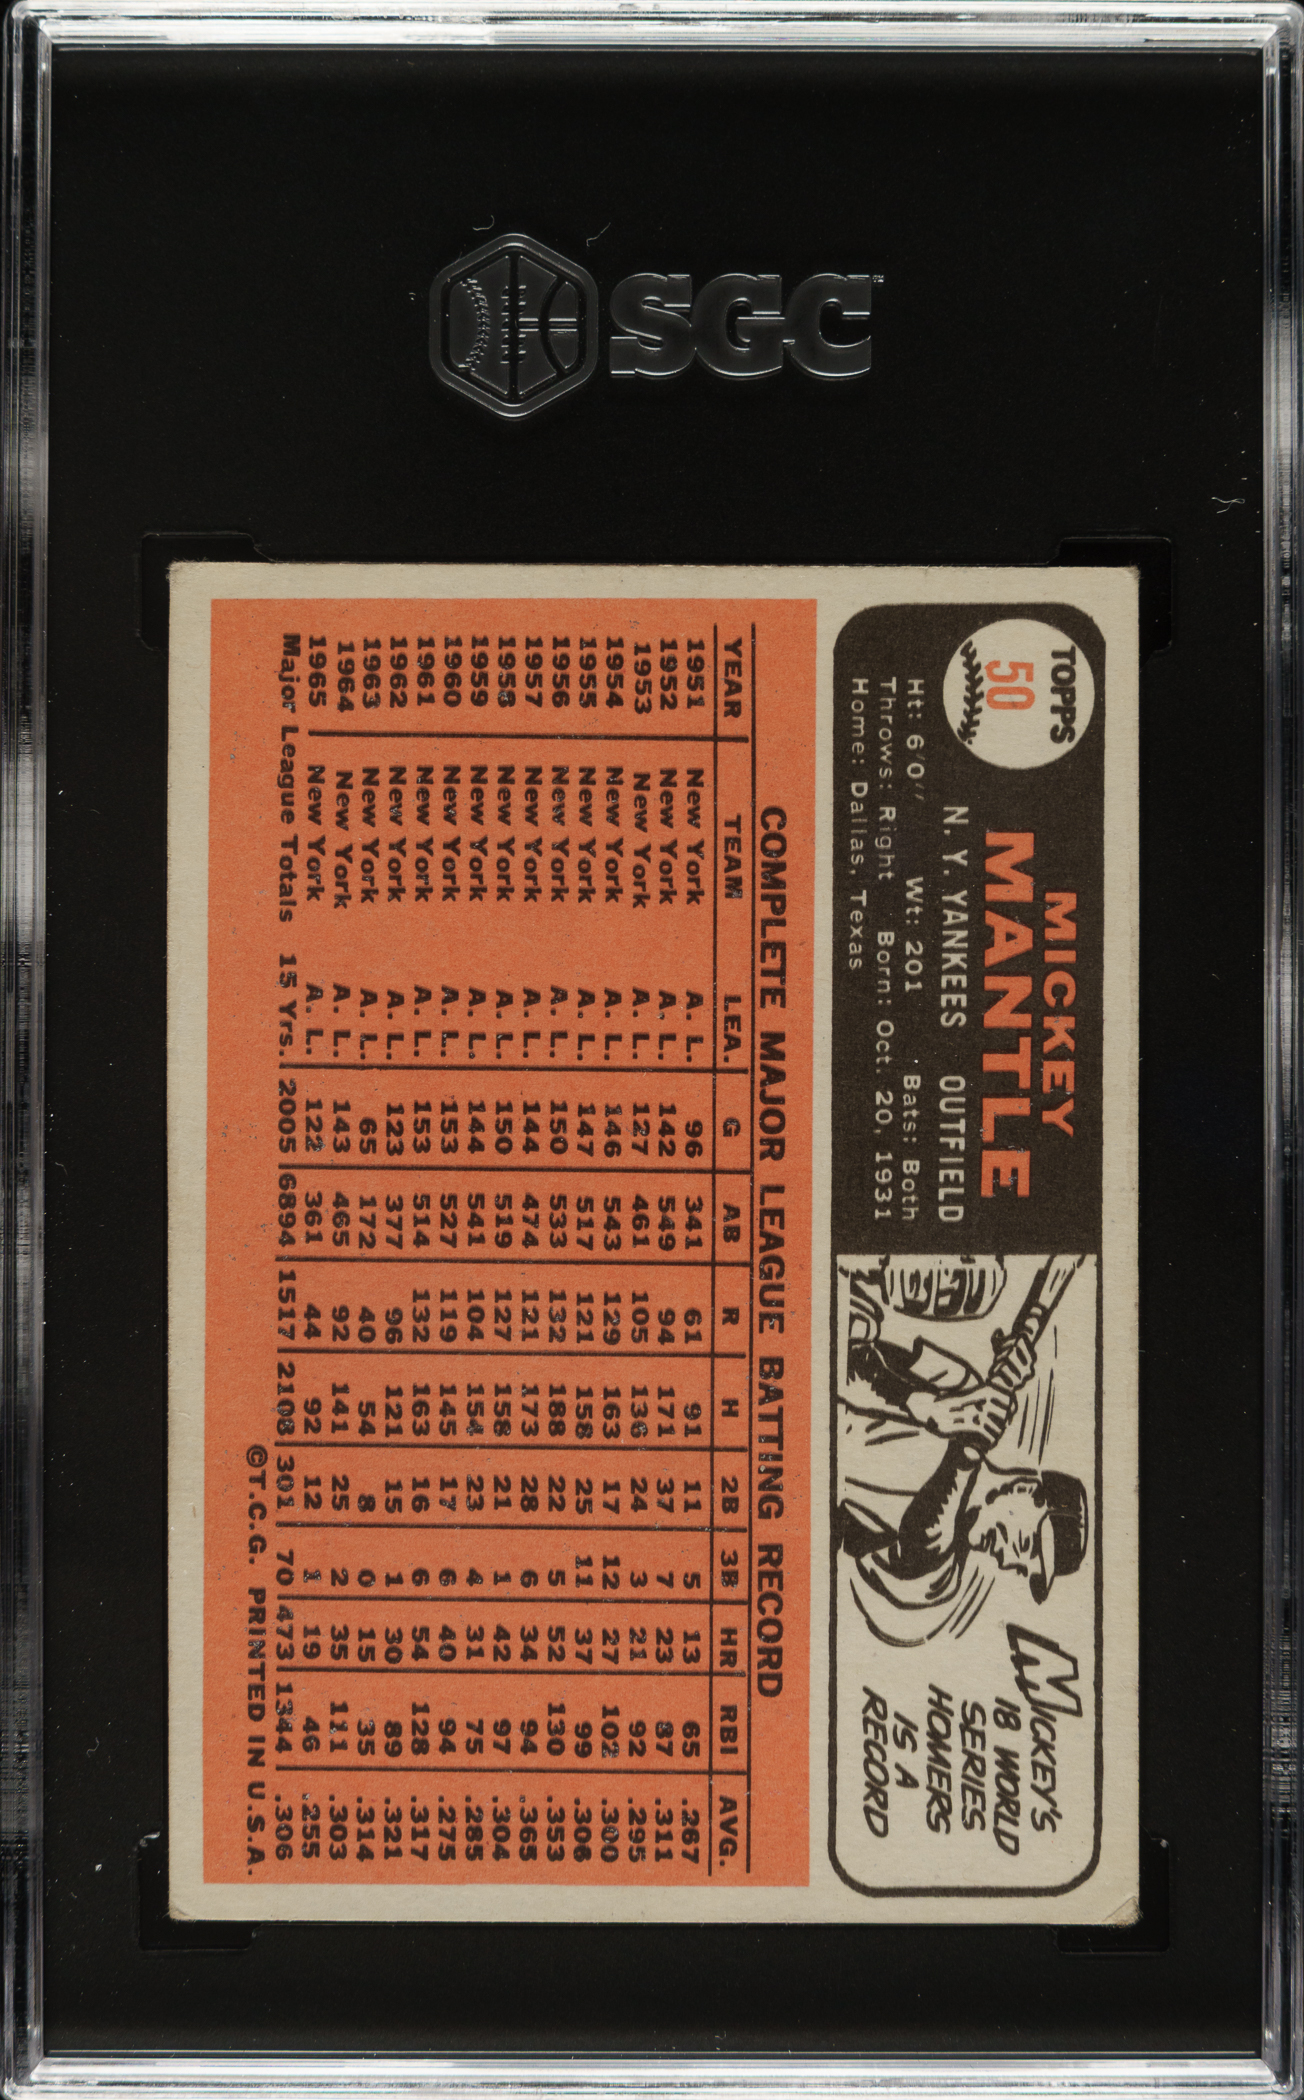 SGC
TOPPS
50
MICKEY
MANTLE
N. Y. YANKEES OUTFIELD
Ht: 6'0'' Wt: 201 Bats: Both
Throws: Right Born: Oct. 20, 1931
Home: Dallas, Texas
MICKEY'S
18 WORLD
SERIES
HOMERS
IS A
RECORD
COMPLETE MAJOR LEAGUE BATTING RECORD
YEAR TEAM LEA. G AB R H 2B 3B HR RBI AVG.
1951 New York A. L. 96 341 61 91 11 5 13 65 .267
1952 New York A. L. 142 549 94 171 37 7 23 87 .311
1953 New York A. L. 127 461 105 136 24 3 21 92 .295
1954 New York A. L. 146 543 129 163 17 12 27 102 .300
1955 New York A. L. 147 517 121 158 25 11 37 99 .306
1956 New York A. L. 150 533 132 188 22 5 52 130 .353
1957 New York A. L. 144 474 121 173 28 6 34 94 .365
1958 New York A. L. 150 519 127 158 21 1 42 97 .304
1959 New York A. L. 144 541 104 154 23 4 31 75 .285
1960 New York A. L. 153 527 119 145 17 6 40 94 .275
1961 New York A. L. 153 514 132 163 16 6 54 128 .317
1962 New York A. L. 123 377 96 121 15 1 30 89 .321
1963 New York A. L. 65 172 40 54 8 0 15 35 .314
1964 New York A. L. 143 465 92 141 25 2 35 111 .303
1965 New York A. L. 122 361 44 92 12 1 19 46 .255
Major League Totals 15 Yrs. 2005 6894 1517 2108 301 70 473 1344 .306
©T.C.G. PRINTED IN U.S.A.